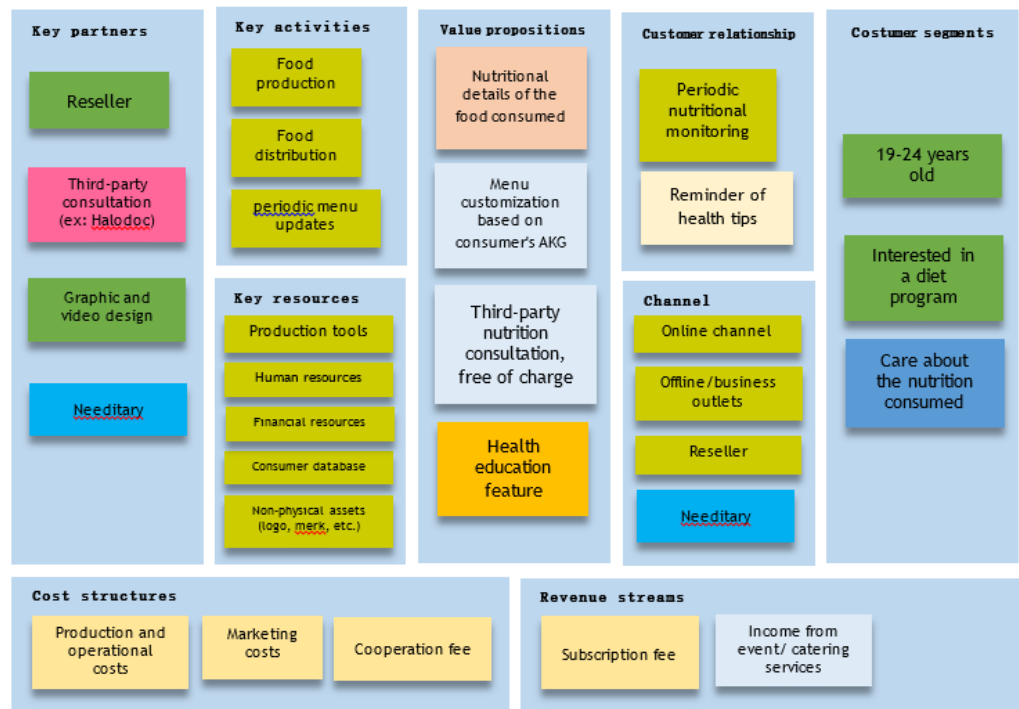 Key partners
Reseller
Third-party
consultation
(ex: Halodoc)
Graphic and
video design
Needitary
Key activities
Food
production
Food
distribution
periodic menu
updates
Key resources
Production tools
Human resources
Financial resources
Consumer database
Non-physical assets
(logo, merk, etc.)
Value propositions
Nutritional
details of the
food consumed
Menu
customization
based on
consumer's AKG
Third-party
nutrition
consultation,
free of charge
Health
education
feature
Customer relationship
Periodic
nutritional
monitoring
Reminder of
health tips
Channel
Online channel
Offline/business
outlets
Reseller
Needitary
Costumer segments
19-24 years
old
Interested in
a diet
program
Care about
the nutrition
consumed
Cost structures
Production and
operational
costs
Marketing
costs
Cooperation fee
Revenue streams
Subscription fee
Income from
event/ catering
services